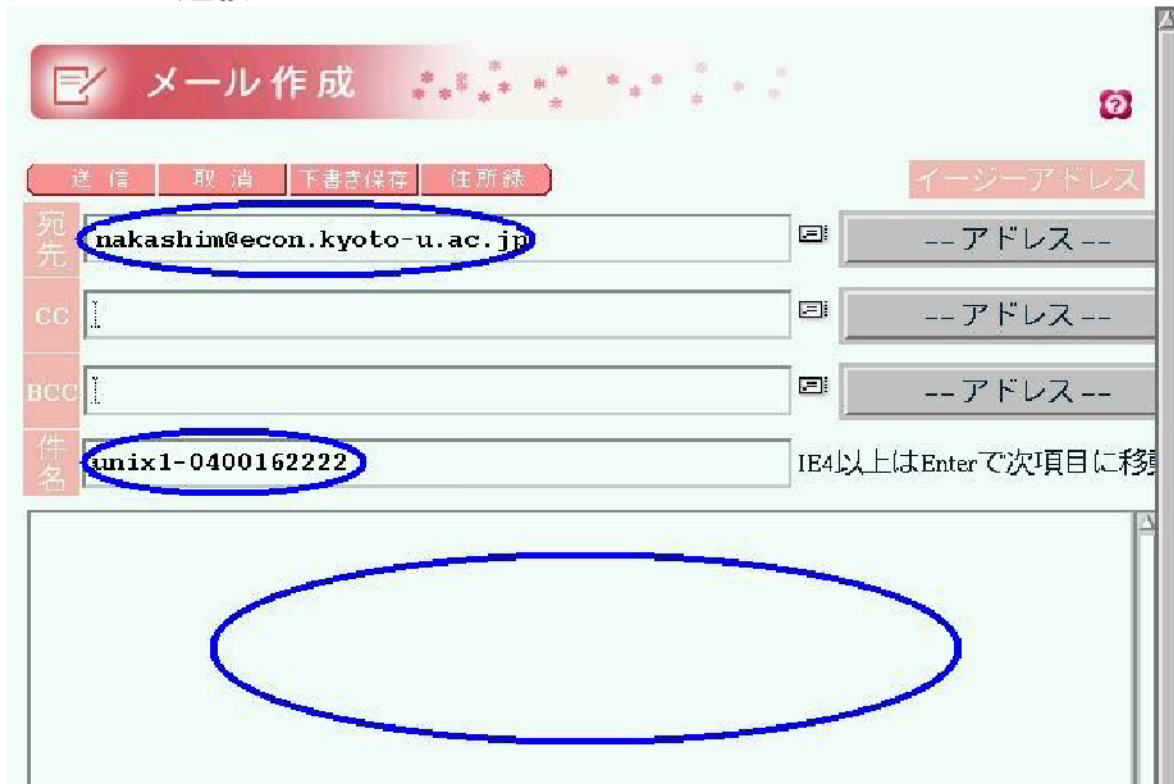 メール作成
送信 取消 下書き保存 住所録 イージーアドレス
宛先 nakashim@econ.kyoto-u.ac.jp --アドレス--
CC --アドレス--
BCC --アドレス--
件名 unix1-0400162222 IE4以上はEnterで次項目に移動